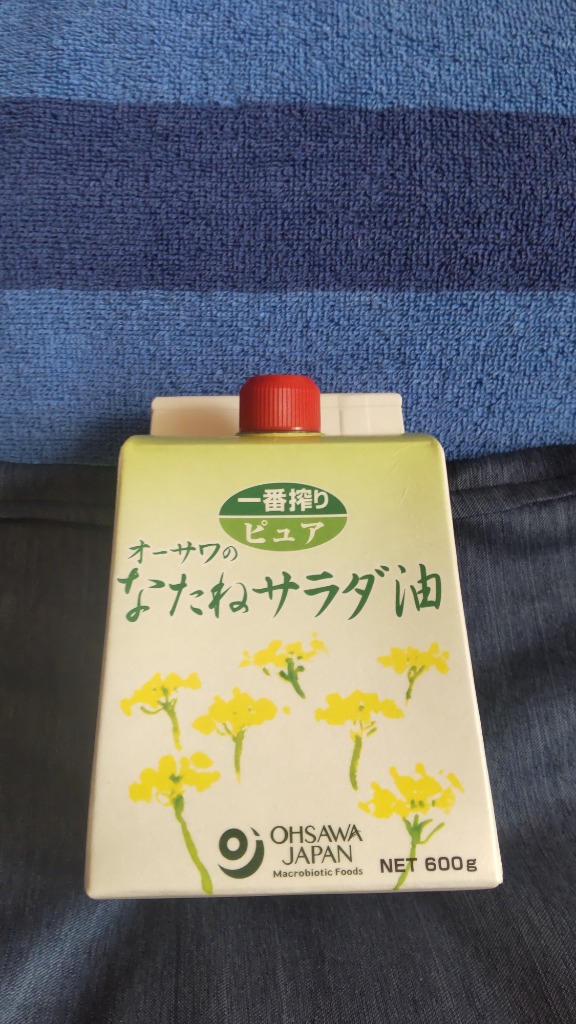 一番搾り
ピュア
オーサワの
なたねサラダ油
OHSAWA
JAPAN
Macrobiotic Foods
NET 600g